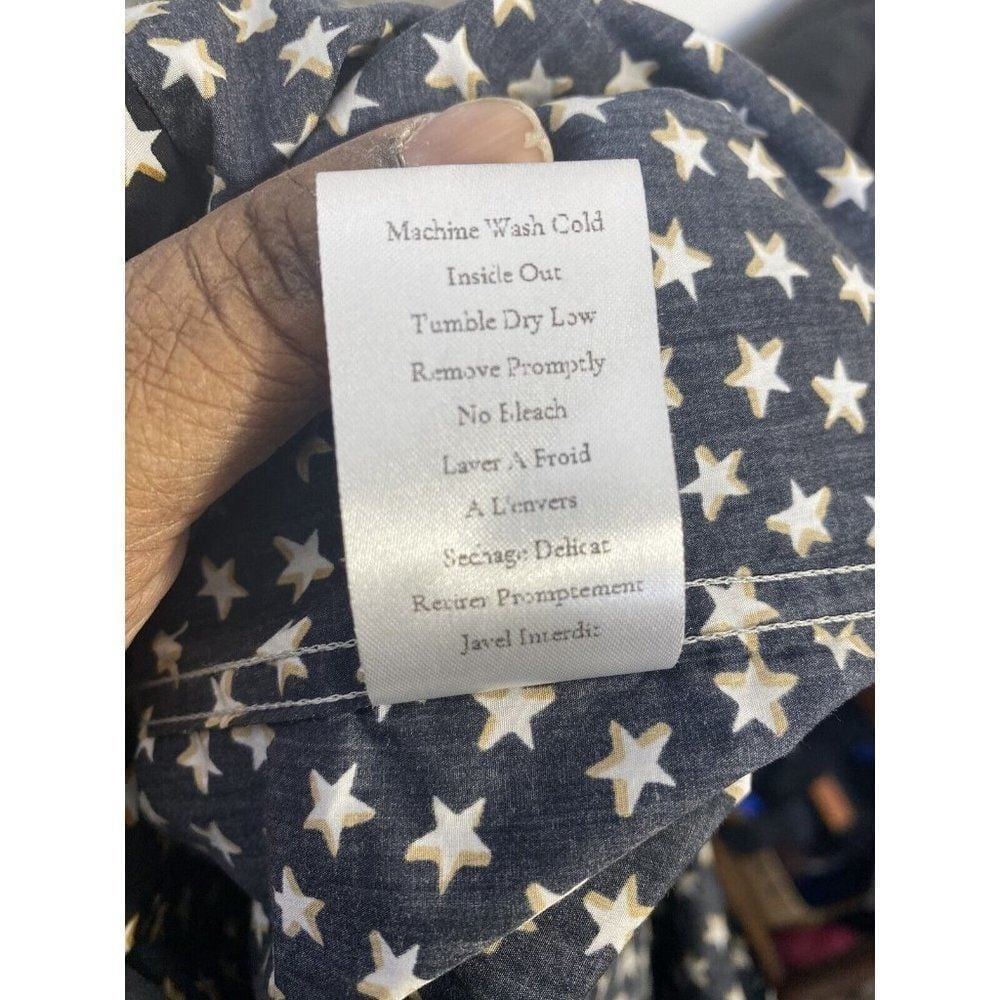 Machine Wash Cold
Inside Out
Tumble Dry Low
Remove Promptly
No Bleach
Laver A Froid
A L'envers
Sechage Delicat
Retirer Promptement
Javel Interdit